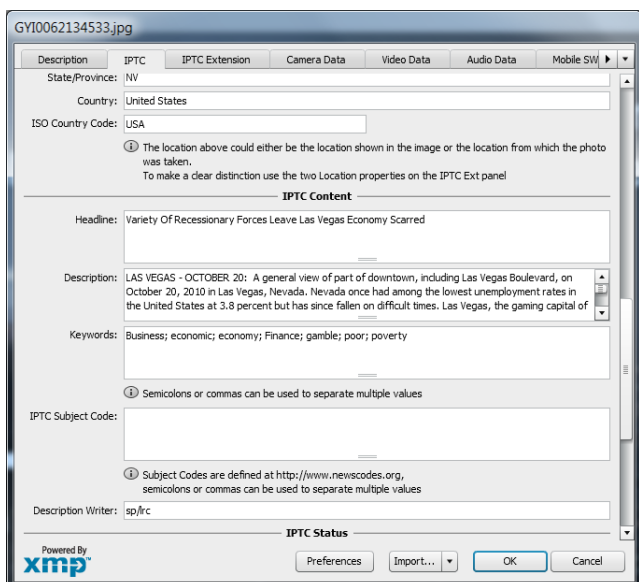 GYI0062134533.jpg
Description IPTC IPTC Extension Camera Data Video Data Audio Data Mobile SW
State/Province: NV
Country: United States
ISO Country Code: USA
The location above could either be the location shown in the image or the location from which the photo
was taken.
To make a clear distinction use the two Location properties on the IPTC Ext panel
IPTC Content
Headline: Variety Of Recessionary Forces Leave Las Vegas Economy Scarred
Description: LAS VEGAS - OCTOBER 20: A general view of part of downtown, including Las Vegas Boulevard, on
October 20, 2010 in Las Vegas, Nevada. Nevada once had among the lowest unemployment rates in
the United States at 3.8 percent but has since fallen on difficult times. Las Vegas, the gaming capital of
Keywords: Business; economic; economy; Finance; gamble; poor; poverty
Semicolons or commas can be used to separate multiple values
IPTC Subject Code:
Subject Codes are defined at http://www.newscodes.org,
semicolons or commas can be used to separate multiple values
Description Writer: sp/lrc
IPTC Status
Powered By
xmp™
Preferences Import... OK Cancel